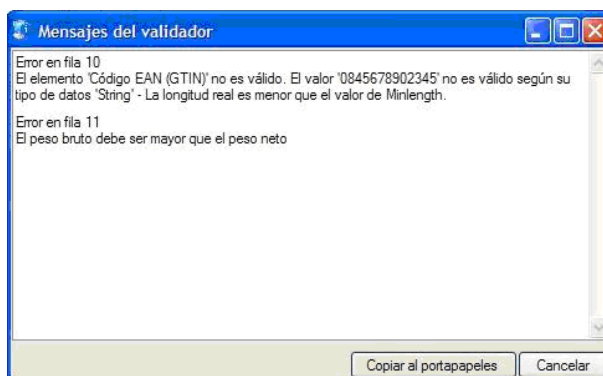 Mensajes del validador
Error en fila 10
El elemento 'Código EAN (GTIN)' no es válido. El valor '0845678902345' no es válido según su
tipo de datos 'String' - La longitud real es menor que el valor de Minlength.
Error en fila 11
El peso bruto debe ser mayor que el peso neto
Copiar al portapapeles
Cancelar